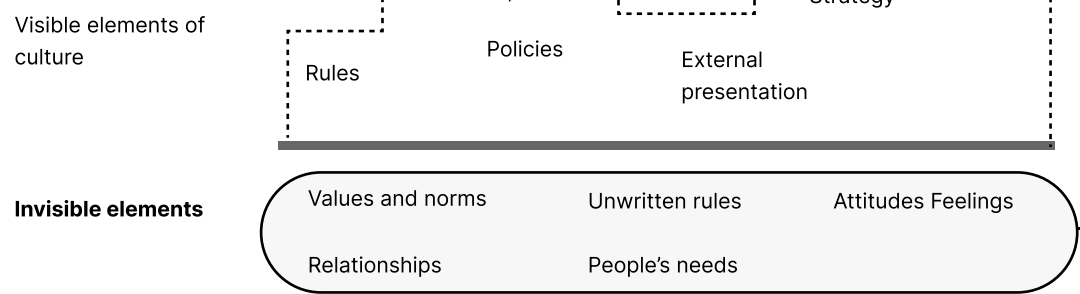 Strategy
Visible elements of
culture
Policies
External
presentation
Rules
Invisible elements
Values and norms
Unwritten rules
Attitudes Feelings
Relationships
People’s needs